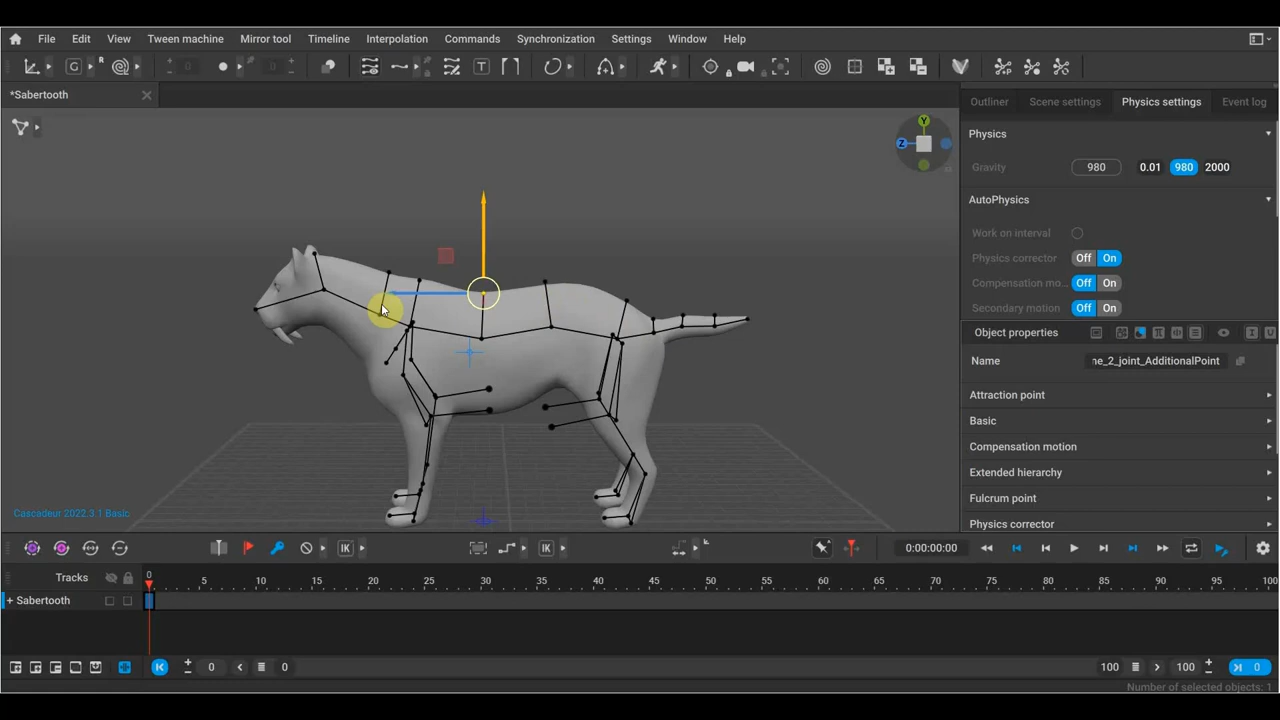 File Edit View Tween machine Mirror tool Timeline Interpolation Commands Synchronization Settings Window Help
G R 0 0 T
*Sabertooth
Outliner Scene settings Physics settings Event log
Physics
Gravity 980 0.01 980 2000
AutoPhysics
Work on interval
Physics corrector Off On
Compensation mo... Off On
Secondary motion Off On
Object properties
Name ne_2_joint_AdditionalPoint
Attraction point
Basic
Compensation motion
Extended hierarchy
Fulcrum point
Physics corrector
Y
Z
Cascadeur 2022.3.1 Basic
IK IK 0:00:00:00
Tracks 0 5 10 15 20 25 30 35 40 45 50 55 60 65 70 75 80 85 90 95 100
+ Sabertooth
0 0 100 100 0
Number of selected objects: 1